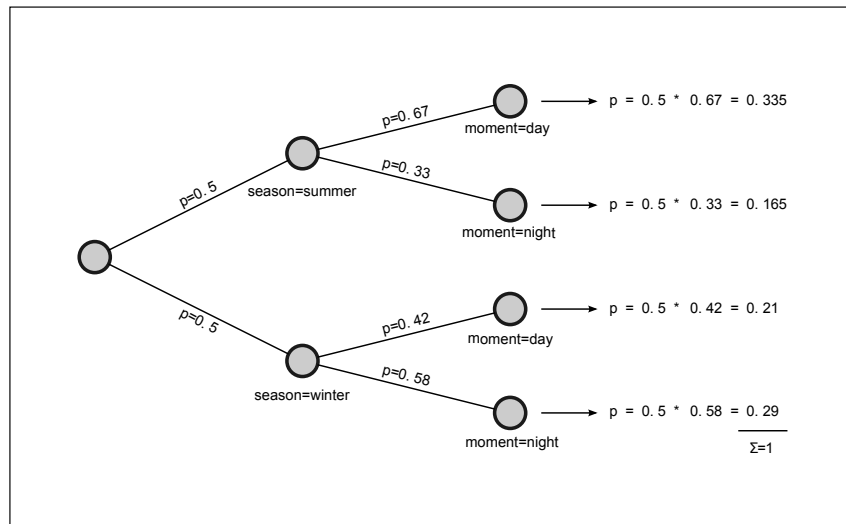 p=0.67
moment=day
p = 0.5 * 0.67 = 0.335
p=0.5
season=summer
p=0.33
moment=night
p = 0.5 * 0.33 = 0.165
p=0.5
season=winter
p=0.42
moment=day
p = 0.5 * 0.42 = 0.21
p=0.58
moment=night
p = 0.5 * 0.58 = 0.29
Σ=1